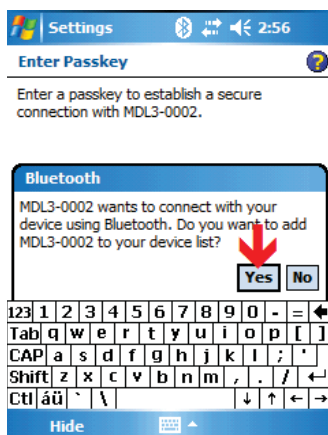 Settings 2:56
Enter Passkey ?
Enter a passkey to establish a secure
connection with MDL3-0002.
Bluetooth
MDL3-0002 wants to connect with your
device using Bluetooth. Do you want to add
MDL3-0002 to your device list?
Yes No
123 1 2 3 4 5 6 7 8 9 0 - =
Tab q w e r t y u i o p [ ]
CAP a s d f g h j k l ; '
Shift z x c v b n m , . /
Ctl áü ` \
Hide